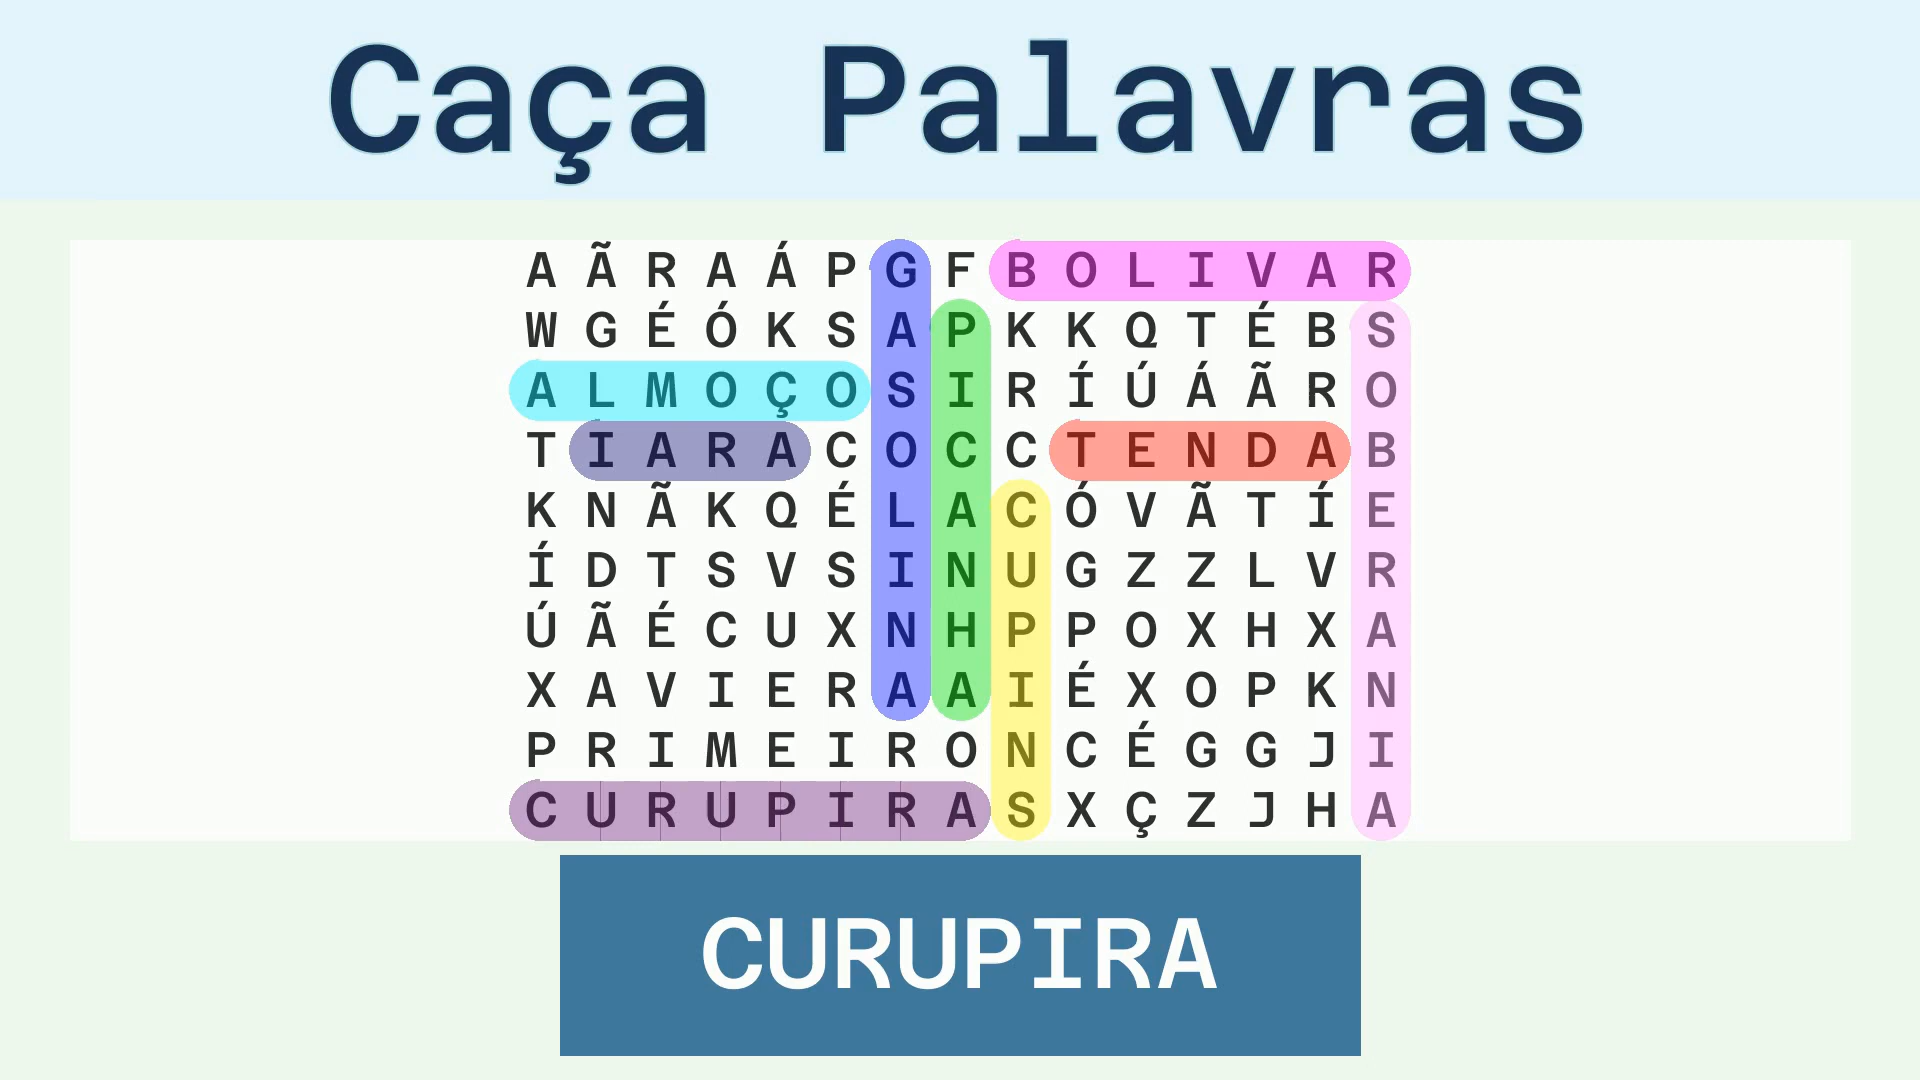 Caça Palavras
A Ã R A Á P G F B O L I V A R
W G É Ó K S A P K K Q T É B S
A L M O Ç O S I R Í Ú Á Ã R O
T I A R A C O C C T E N D A B
K N Ã K Q É L A C Ó V Ã T Í E
Í D T S V S I N U G Z Z L V R
Ú Ã É C U X N H P P O X H X A
X A V I E R A A I É X O P K N
P R I M E I R O N C É G G J I
C U R U P I R A S X Ç Z J H A
CURUPIRA